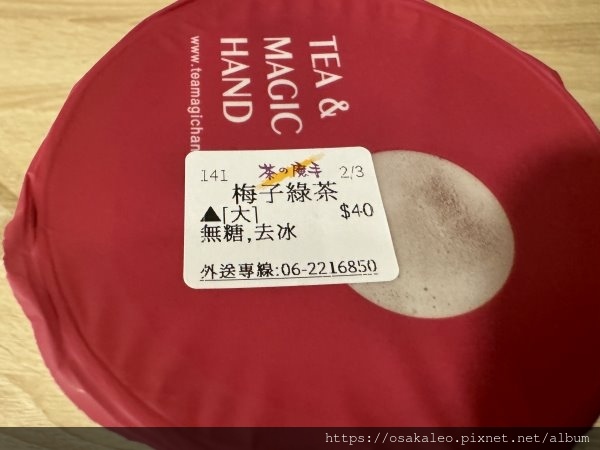 TEA &
MAGIC
HAND
www.teamagichan
141 茶の魔手 2/3
梅子綠茶
▲[大] $40
無糖,去冰
外送專線:06-2216850
https://osakaleo.pixnet.net/album